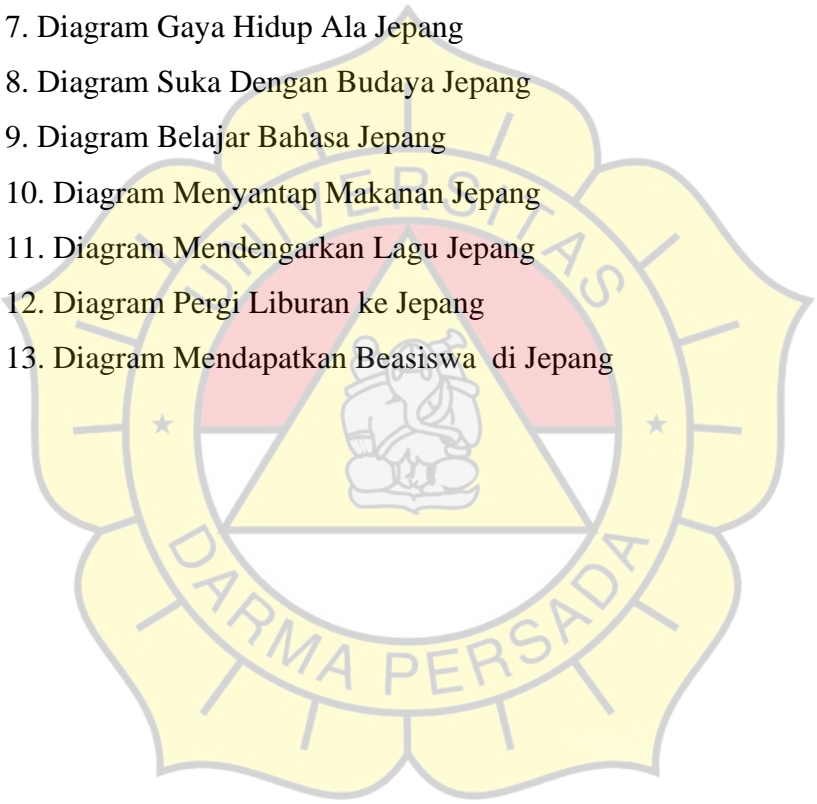 7. Diagram Gaya Hidup Ala Jepang
8. Diagram Suka Dengan Budaya Jepang
9. Diagram Belajar Bahasa Jepang
10. Diagram Menyantap Makanan Jepang
11. Diagram Mendengarkan Lagu Jepang
12. Diagram Pergi Liburan ke Jepang
13. Diagram Mendapatkan Beasiswa  di Jepang
UNIVERSITAS
DARMA PERSADA